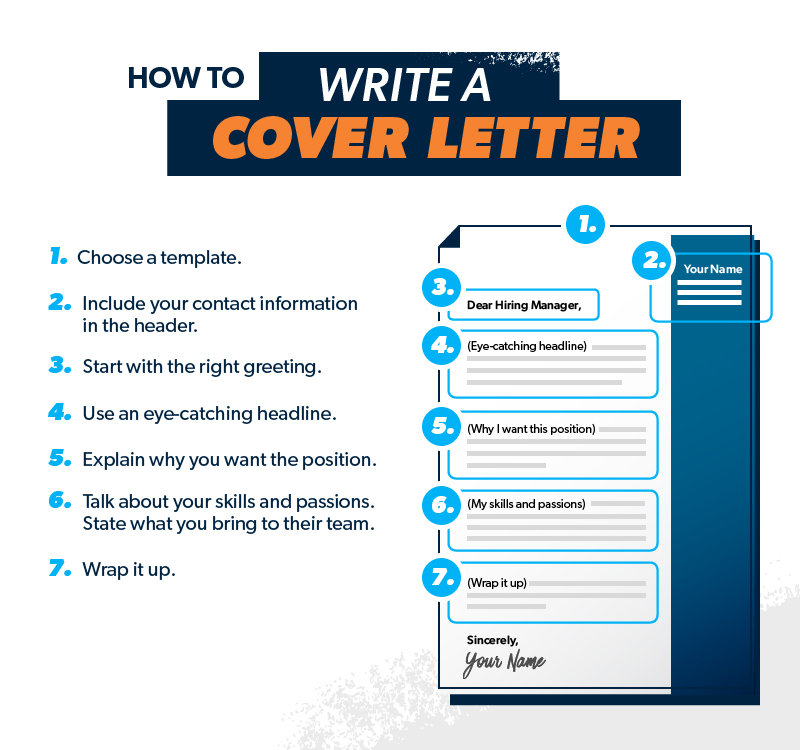 HOW TO
WRITE A
COVER LETTER
1. Choose a template.
2. Include your contact information
in the header.
3. Start with the right greeting.
4. Use an eye-catching headline.
5. Explain why you want the position.
6. Talk about your skills and passions.
State what you bring to their team.
7. Wrap it up.
1.
2.
Your Name
3.
Dear Hiring Manager,
4.
(Eye-catching headline)
5.
(Why I want this position)
6.
(My skills and passions)
7.
(Wrap it up)
Sincerely,
Your Name